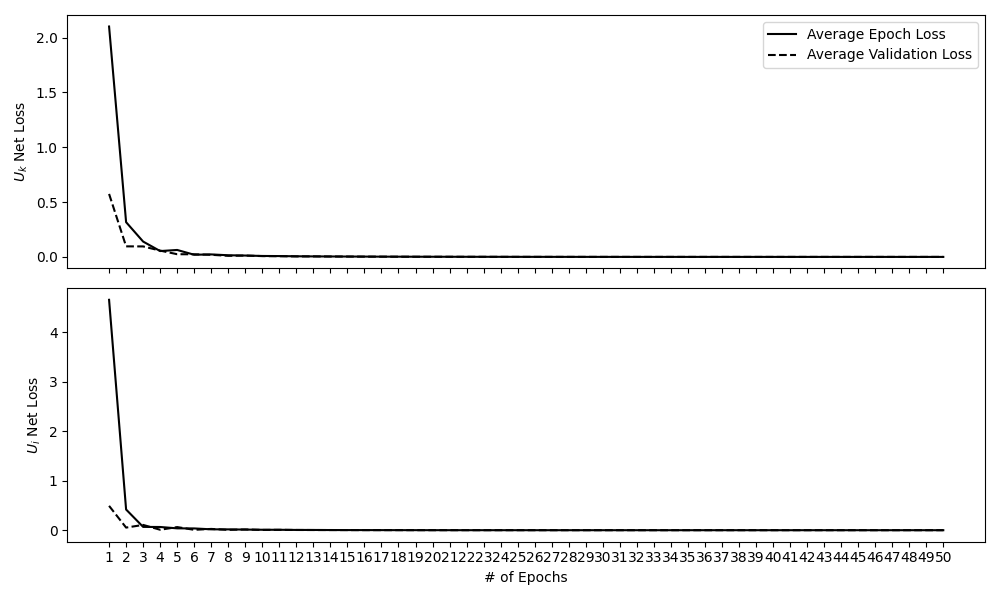 2.0
1.5
1.0
0.5
0.0
U_k Net Loss
Average Epoch Loss
Average Validation Loss
4
3
2
1
0
U_i Net Loss
1 2 3 4 5 6 7 8 9 10 11 12 13 14 15 16 17 18 19 20 21 22 23 24 25 26 27 28 29 30 31 32 33 34 35 36 37 38 39 40 41 42 43 44 45 46 47 48 49 50
# of Epochs